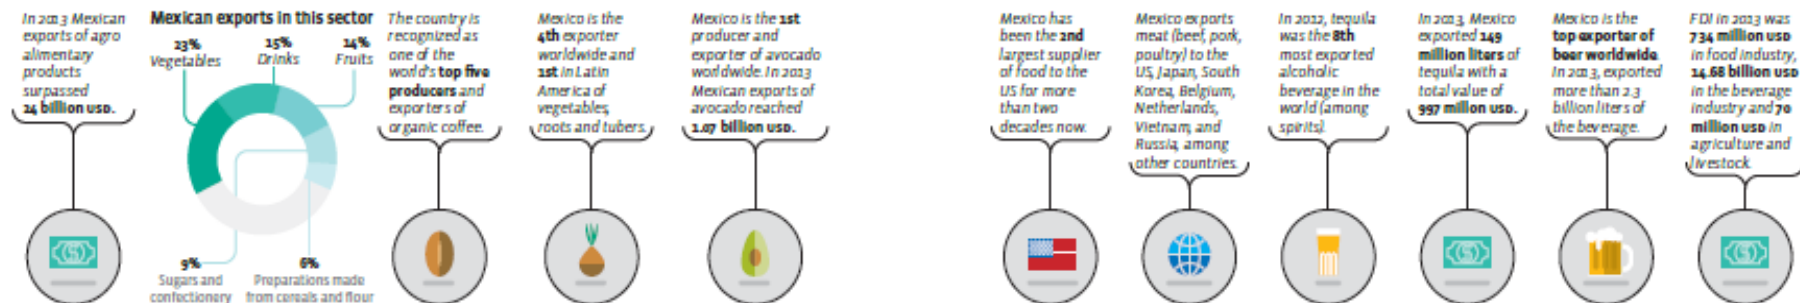 In 2013 Mexican
exports of agro
alimentary
products
surpassed
24 billion USD.
Mexican exports in this sector
23%
Vegetables
15%
Drinks
14%
Fruits
9%
Sugars and
confectionery
6%
Preparations made
from cereals and flour
The country is
recognized as
one of the
world's top five
producers and
exporters of
organic coffee.
Mexico is the
4th exporter
worldwide and
1st in Latin
America of
vegetables,
roots and tubers.
Mexico is the 1st
producer and
exporter of avocado
worldwide. In 2013
Mexican exports of
avocado reached
1.07 billion USD.
Mexico has
been the 2nd
largest supplier
of food to the
US for more
than two
decades now.
Mexico exports
meat (beef, pork,
poultry) to the
US, Japan, South
Korea, Belgium,
Netherlands,
Vietnam, and
Russia, among
other countries.
In 2012, tequila
was the 8th
most exported
alcoholic
beverage in the
world (among
spirits).
In 2013, Mexico
exported 149
million liters of
tequila with a
total value of
997 millon USD.
Mexico is the
top exporter of
beer worldwide.
In 2013, exported
more than 2.3
billion liters of
the beverage.
FDI in 2013 was
734 million USD
in food industry,
14.68 billion USD
in the beverage
industry and 70
million USD in
agriculture and
livestock.